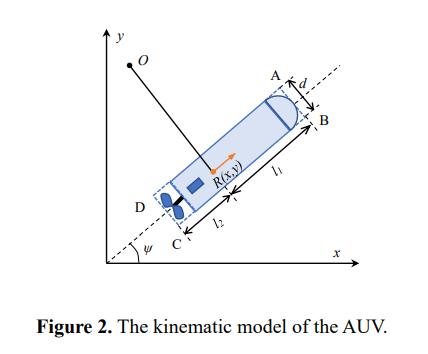 y
O
A
d
B
R(x,y)
l₁
D
l₂
C
ψ
x
Figure 2. The kinematic model of the AUV.